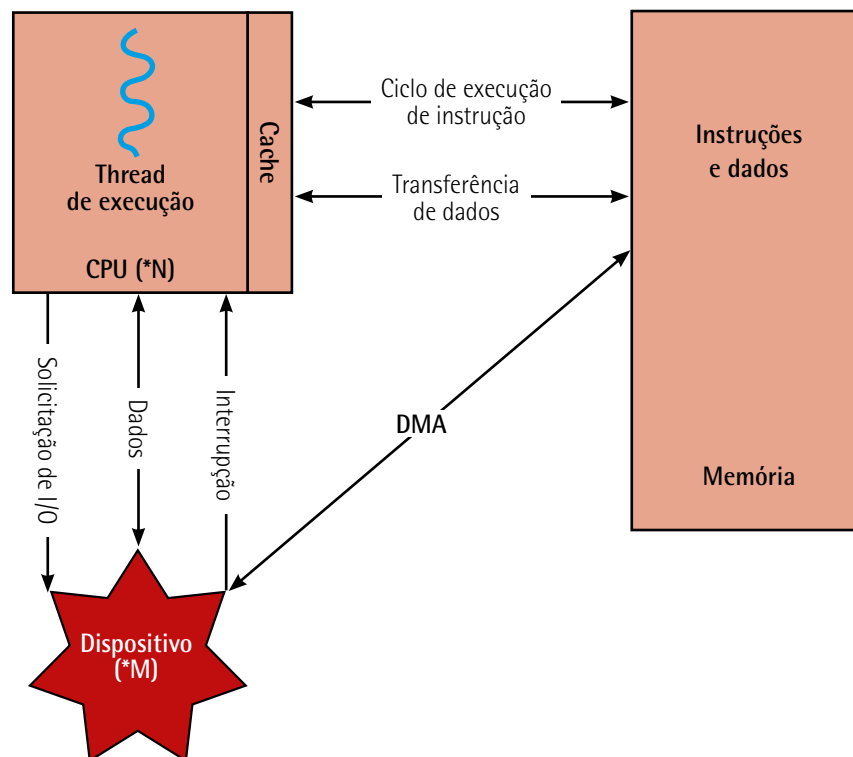 Thread
de execução
CPU (*N)
Cache
Ciclo de execução
de instrução
Transferência
de dados
Instruções
e dados
Memória
Solicitação de I/O
Dados
Interrupção
DMA
Dispositivo
(*M)